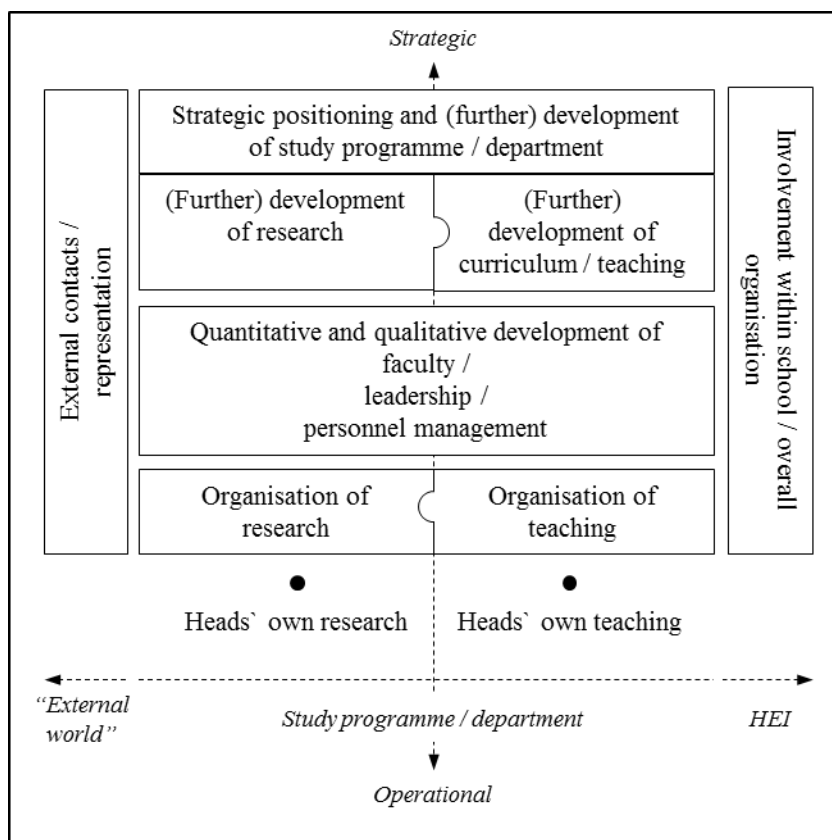 Strategic
Strategic positioning and (further) development
of study programme / department
(Further) development
of research
(Further)
development of
curriculum / teaching
Quantitative and qualitative development of
faculty /
leadership /
personnel management
Organisation of
research
Organisation of
teaching
External contacts /
representation
Involvement within school / overall
organisation
Heads` own research
Heads` own teaching
“External
world”
Study programme / department
HEI
Operational